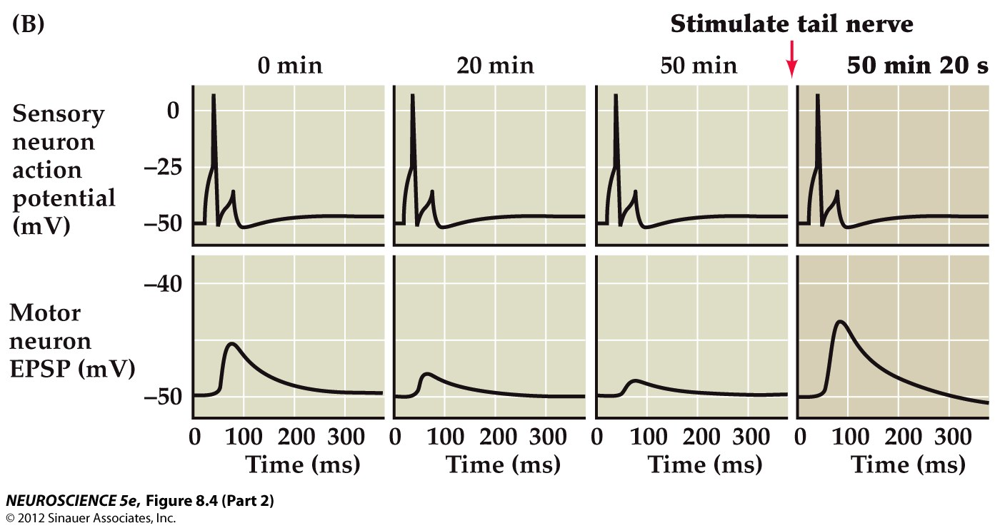 (B)
Stimulate tail nerve
0 min
20 min
50 min
50 min 20 s
Sensory
neuron
action
potential
(mV)
0
–25
–50
Motor
neuron
EPSP (mV)
–40
–50
0 100 200 300
0 100 200 300
0 100 200 300
0 100 200 300
Time (ms)
Time (ms)
Time (ms)
Time (ms)
NEUROSCIENCE 5e, Figure 8.4 (Part 2)
© 2012 Sinauer Associates, Inc.